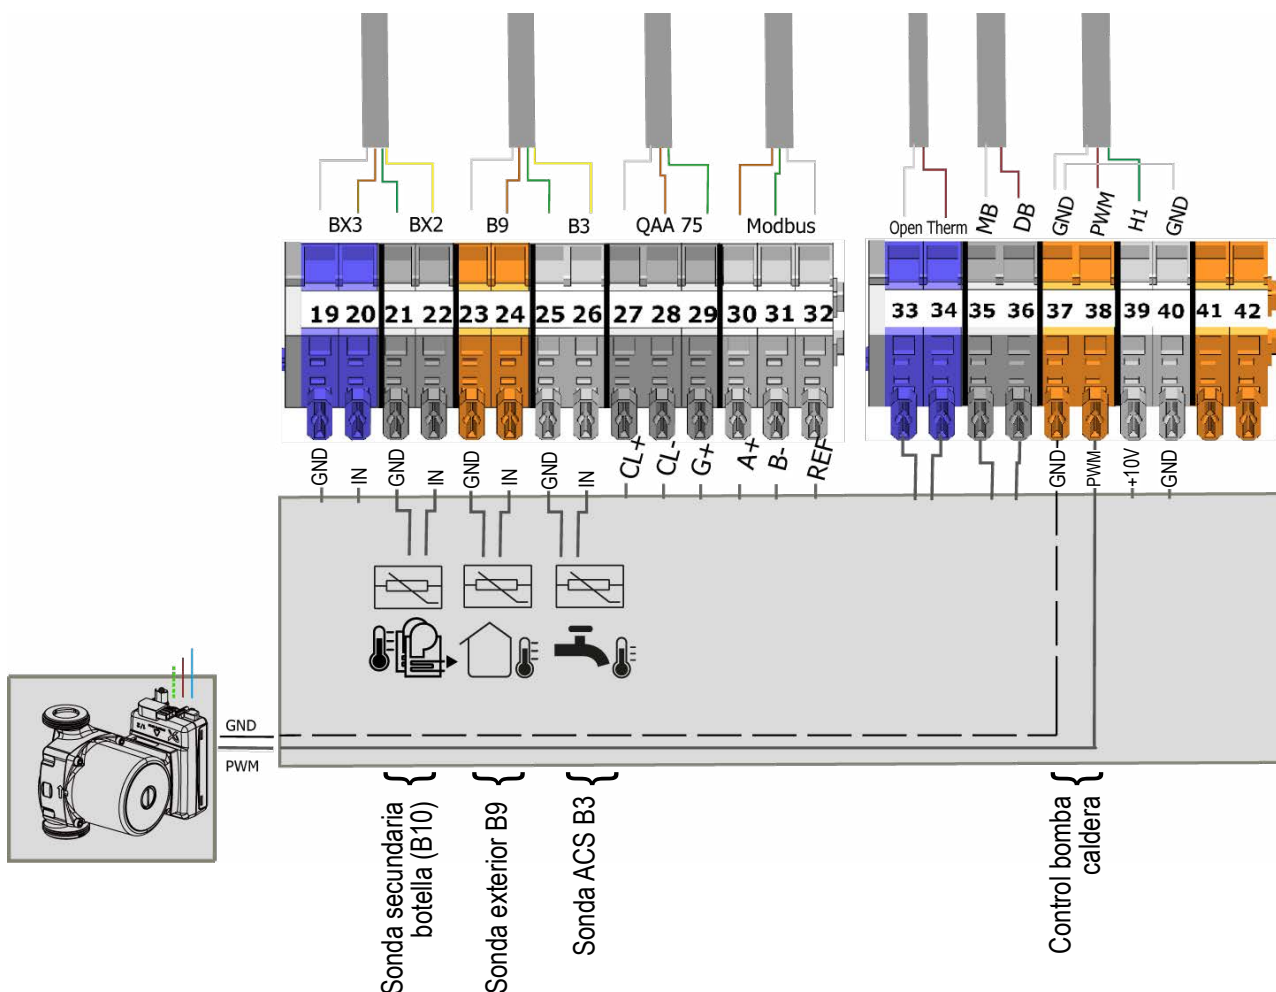 BX3 BX2 B9 B3 QAA 75 Modbus
Open Therm MB DB GND PWM H1 GND
19 20 21 22 23 24 25 26 27 28 29 30 31 32
33 34 35 36 37 38 39 40 41 42
GND IN GND IN GND IN GND IN CL+ CL- G+ A+ B- REF
GND PWM +10V GND
GND
PWM
Sonda secundaria
botella (B10)
Sonda exterior B9
Sonda ACS B3
Control bomba
caldera